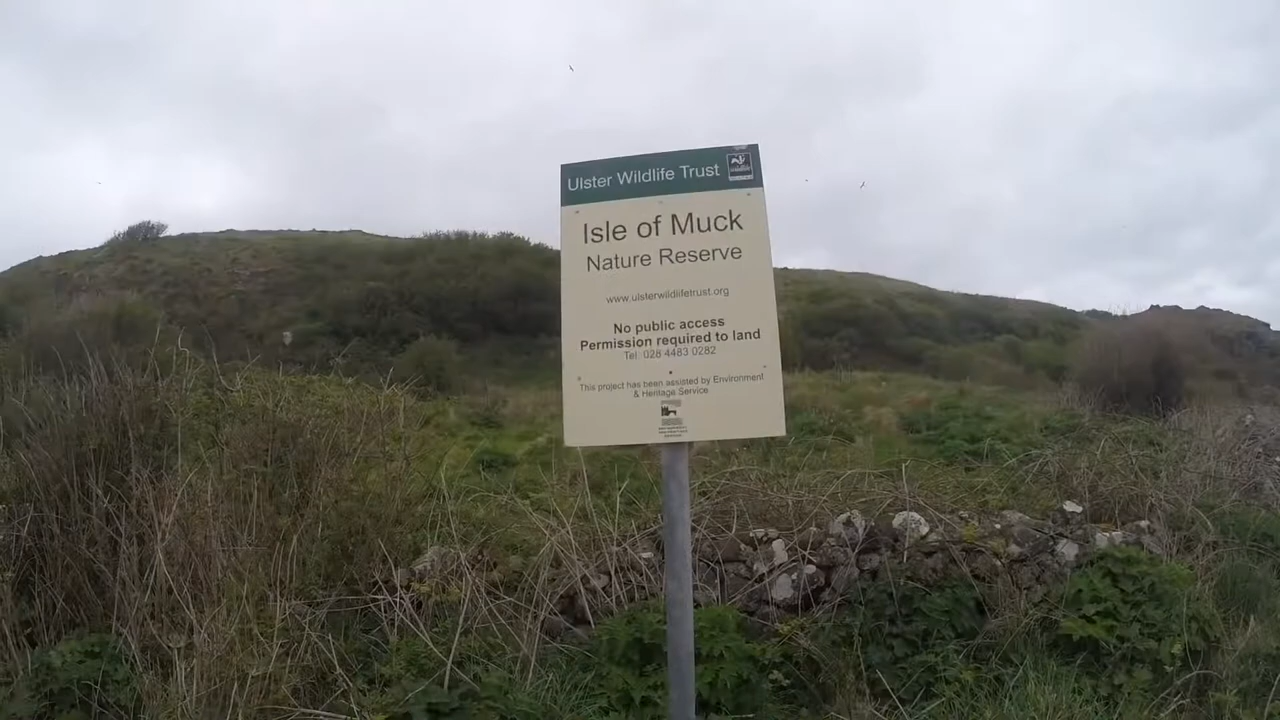 Ulster Wildlife Trust
Isle of Muck
Nature Reserve
www.ulsterwildlifetrust.org
No public access
Permission required to land
Tel: 028 4483 0282
This project has been assisted by Environment
& Heritage Service